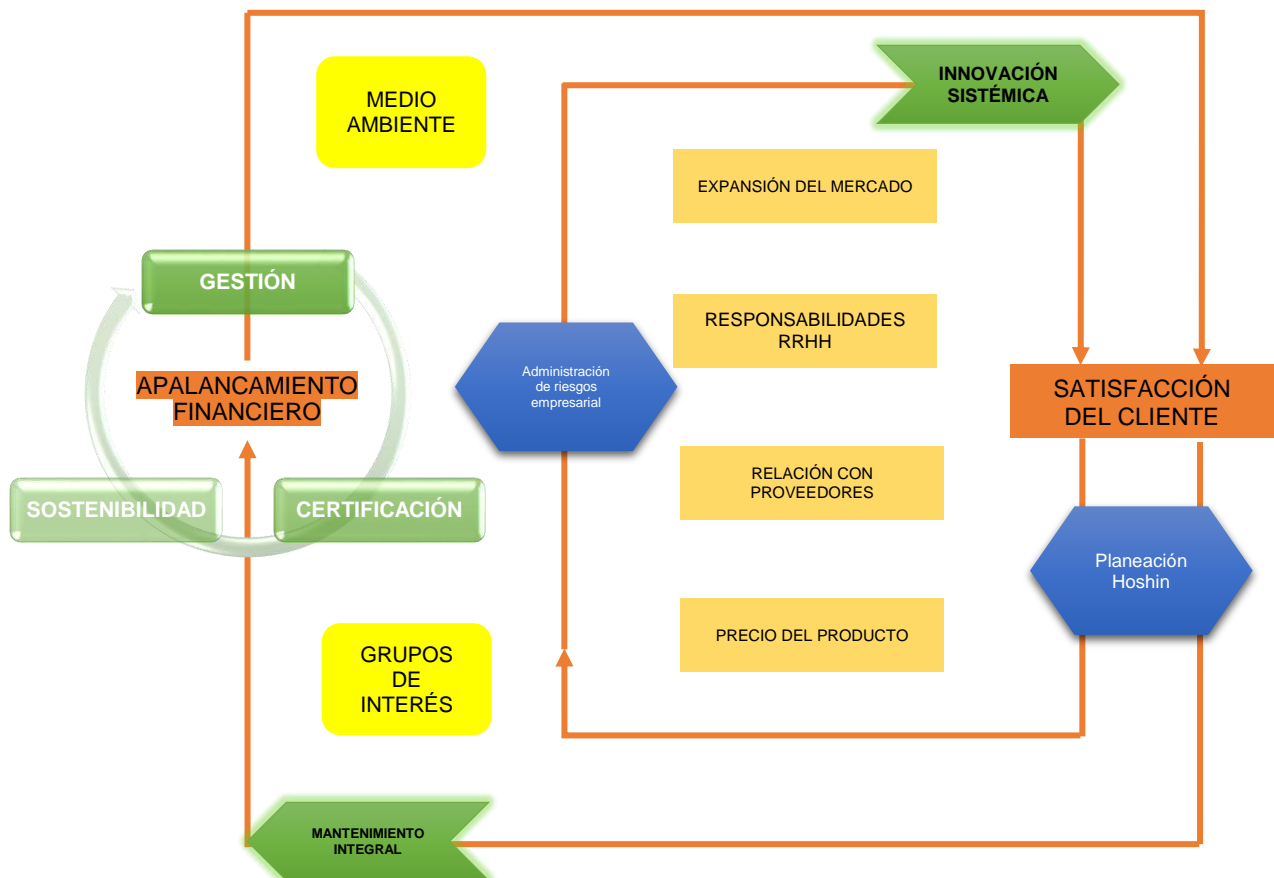 INNOVACIÓN
SISTÉMICA
MEDIO
AMBIENTE
EXPANSIÓN DEL MERCADO
GESTIÓN
RESPONSABILIDADES
RRHH
Administración
de riesgos
empresarial
APALANCAMIENTO
FINANCIERO
SATISFACCIÓN
DEL CLIENTE
RELACIÓN CON
PROVEEDORES
SOSTENIBILIDAD
CERTIFICACIÓN
Planeación
Hoshin
PRECIO DEL PRODUCTO
GRUPOS
DE
INTERÉS
MANTENIMIENTO
INTEGRAL